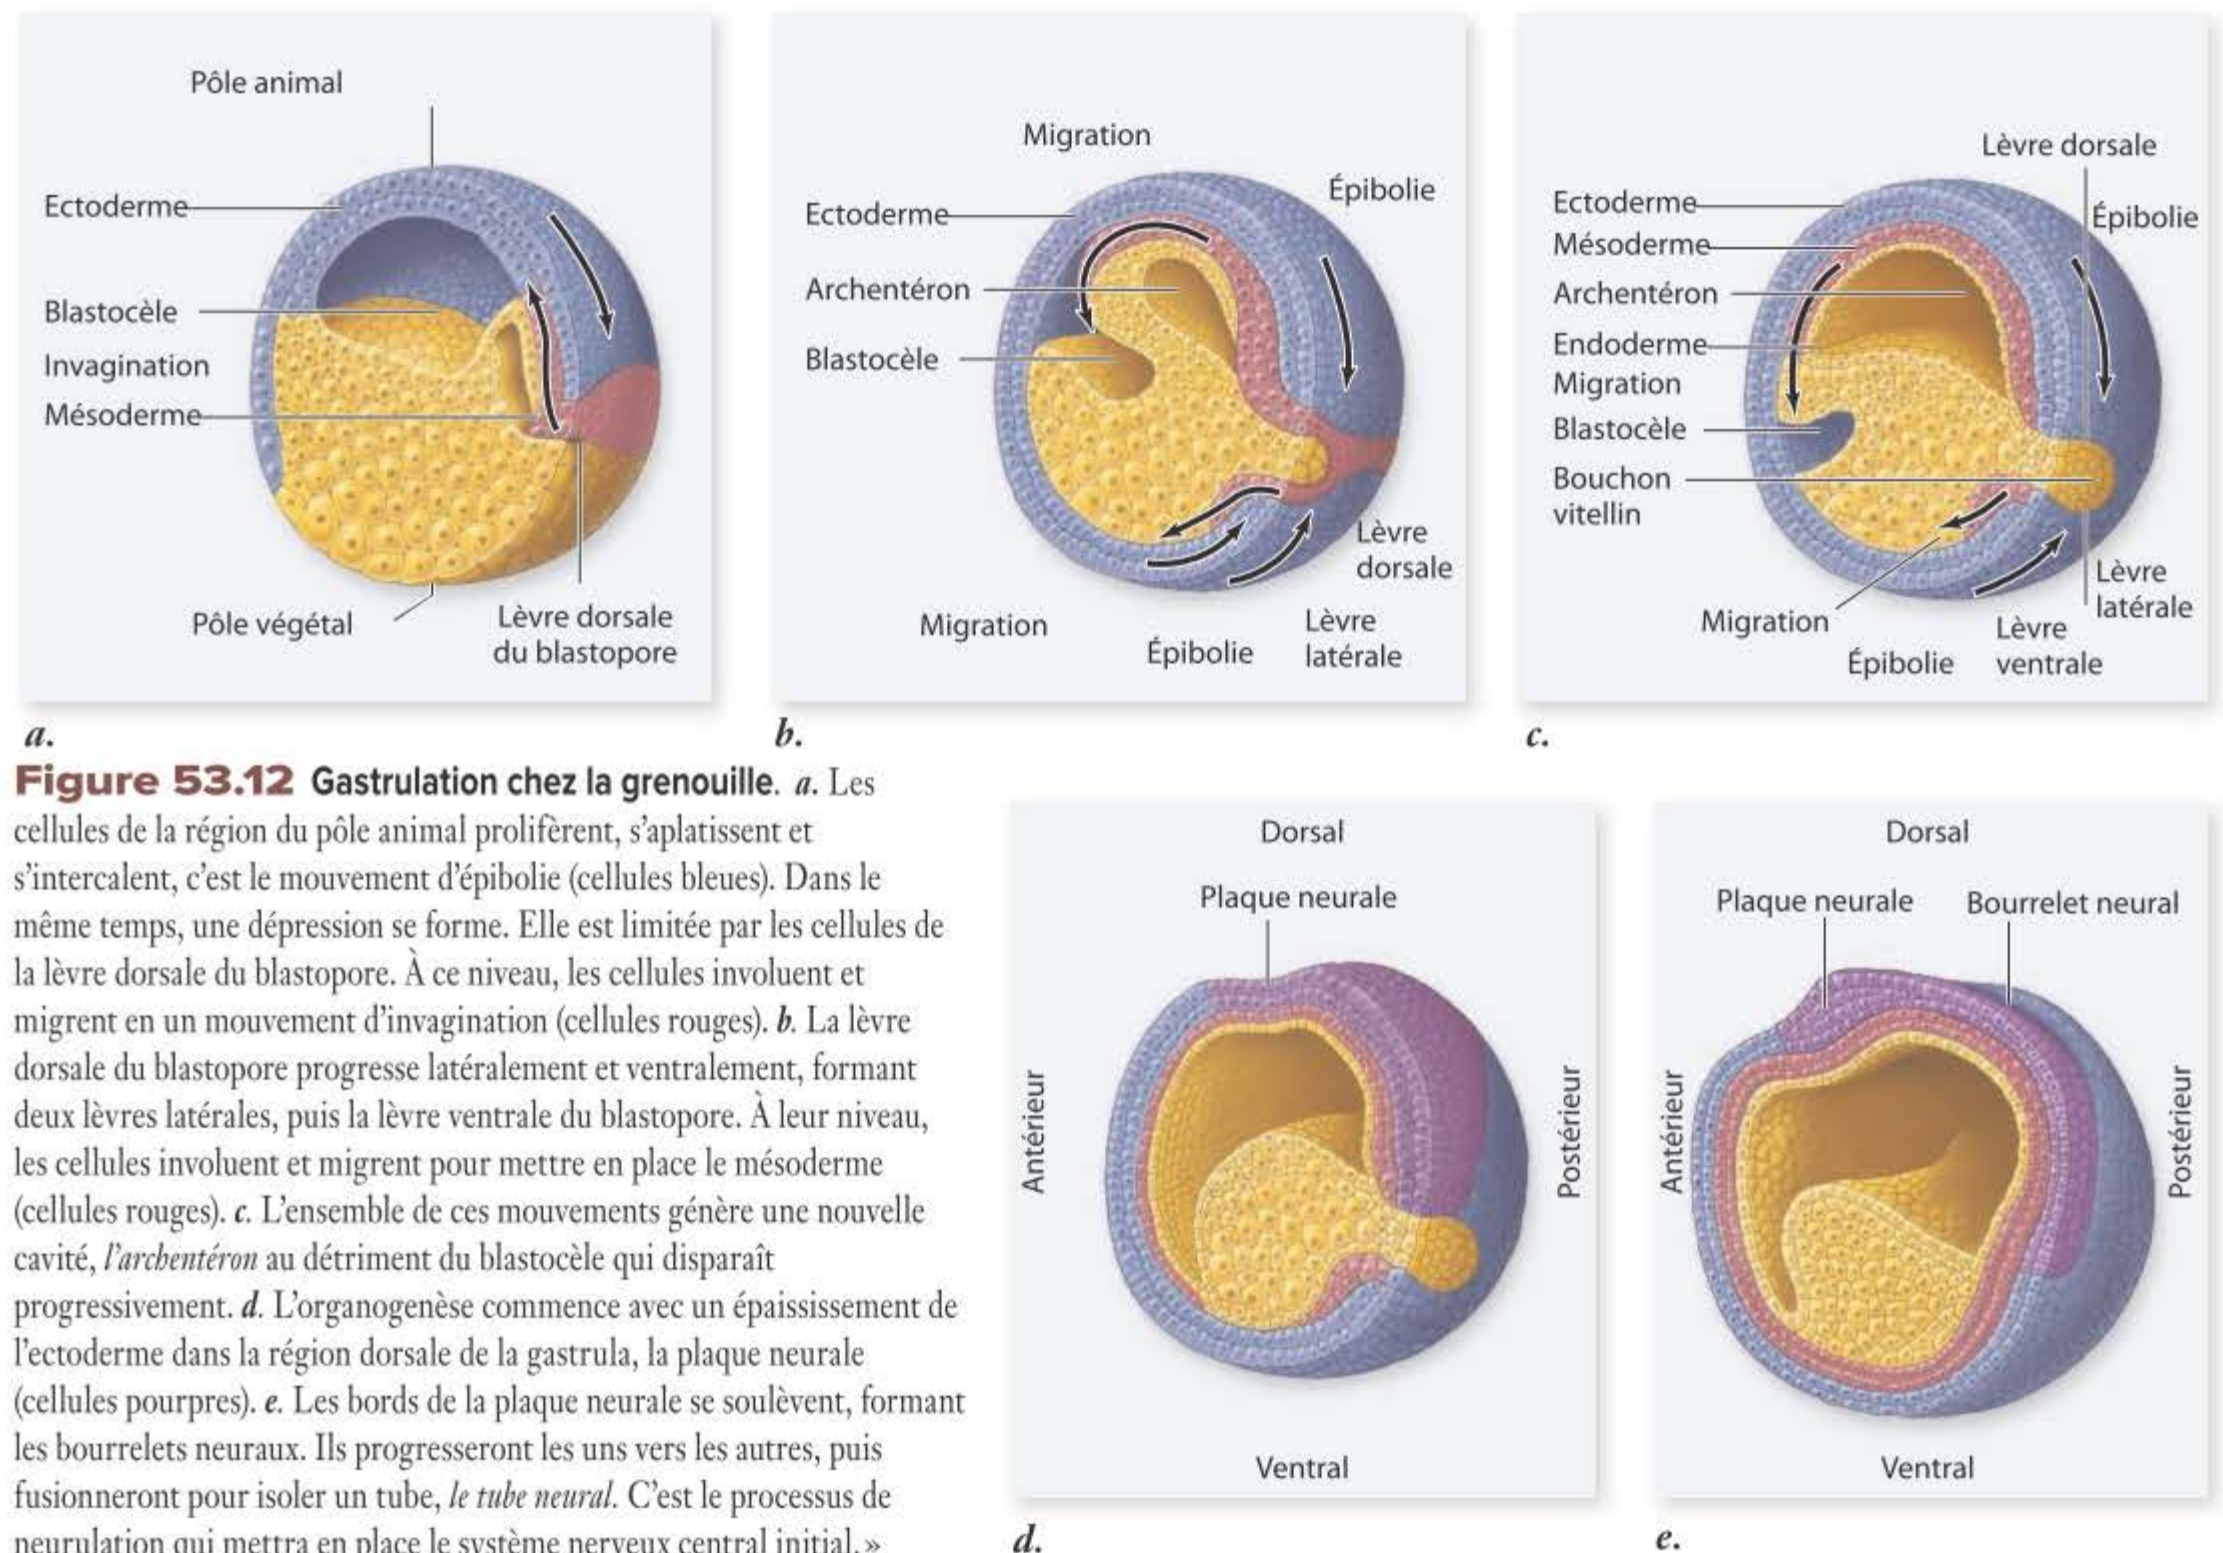 Pôle animal
Ectoderme
Blastocèle
Invagination
Mésoderme
Pôle végétal
Lèvre dorsale
du blastopore
a.
Migration
Épibolie
Ectoderme
Archentéron
Blastocèle
Lèvre
dorsale
Migration
Épibolie
Lèvre
latérale
b.
Lèvre dorsale
Épibolie
Ectoderme
Mésoderme
Archentéron
Endoderme
Migration
Blastocèle
Bouchon
vitellin
Lèvre
latérale
Migration
Épibolie
Lèvre
ventrale
c.
Figure 53.12 Gastrulation chez la grenouille. a. Les
cellules de la région du pôle animal prolifèrent, s'aplatissent et
s'intercalent, c'est le mouvement d'épibolie (cellules bleues). Dans le
même temps, une dépression se forme. Elle est limitée par les cellules de
la lèvre dorsale du blastopore. À ce niveau, les cellules involuent et
migrent en un mouvement d'invagination (cellules rouges). b. La lèvre
dorsale du blastopore progresse latéralement et ventralement, formant
deux lèvres latérales, puis la lèvre ventrale du blastopore. À leur niveau,
les cellules involuent et migrent pour mettre en place le mésoderme
(cellules rouges). c. L'ensemble de ces mouvements génère une nouvelle
cavité, l'archentéron au détriment du blastocèle qui disparaît
progressivement. d. L'organogenèse commence avec un épaississement de
l'ectoderme dans la région dorsale de la gastrula, la plaque neurale
(cellules pourpres). e. Les bords de la plaque neurale se soulèvent, formant
les bourrelets neuraux. Ils progresseront les uns vers les autres, puis
fusionneront pour isoler un tube, le tube neural. C'est le processus de
neurulation qui mettra en place le système nerveux central initial. »
Dorsal
Plaque neurale
Antérieur
Postérieur
Ventral
d.
Dorsal
Plaque neurale
Bourrelet neural
Antérieur
Postérieur
Ventral
e.